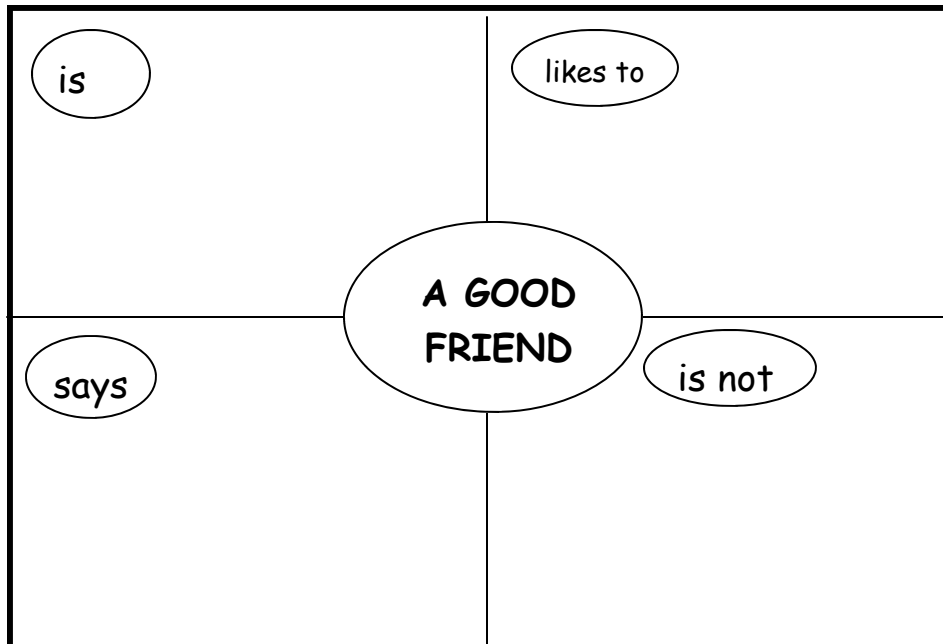 is
likes to
A GOOD
FRIEND
says
is not